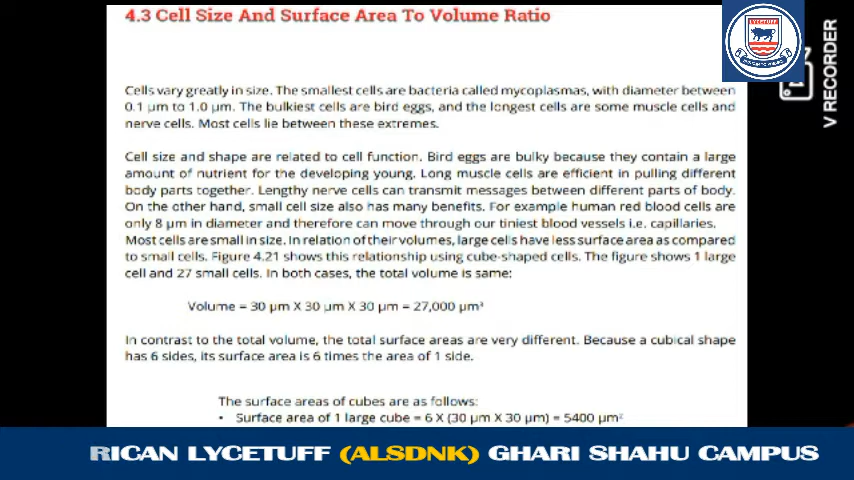 4.3 Cell Size And Surface Area To Volume Ratio
Cells vary greatly in size. The smallest cells are bacteria called mycoplasmas, with diameter between
0.1 μm to 1.0 μm. The bulkiest cells are bird eggs, and the longest cells are some muscle cells and
nerve cells. Most cells lie between these extremes.
Cell size and shape are related to cell function. Bird eggs are bulky because they contain a large
amount of nutrient for the developing young. Long muscle cells are efficient in pulling different
body parts together. Lengthy nerve cells can transmit messages between different parts of body.
On the other hand, small cell size also has many benefits. For example human red blood cells are
only 8 μm in diameter and therefore can move through our tiniest blood vessels i.e. capillaries.
Most cells are small in size. In relation of their volumes, large cells have less surface area as compared
to small cells. Figure 4.21 shows this relationship using cube-shaped cells. The figure shows 1 large
cell and 27 small cells. In both cases, the total volume is same:
Volume = 30 μm X 30 μm X 30 μm = 27,000 μm³
In contrast to the total volume, the total surface areas are very different. Because a cubical shape
has 6 sides, its surface area is 6 times the area of 1 side.
The surface areas of cubes are as follows:
• Surface area of 1 large cube = 6 X (30 μm X 30 μm) = 5400 μm²
LYCETUFF
V RECORDER
RICAN LYCETUFF (ALSDNK) GHARI SHAHU CAMPUS